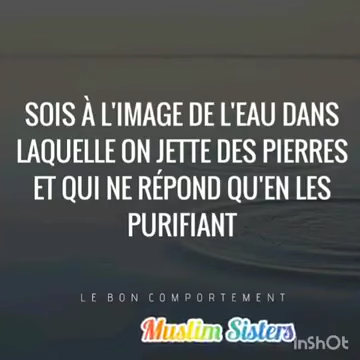 SOIS À L'IMAGE DE L'EAU DANS
LAQUELLE ON JETTE DES PIERRES
ET QUI NE RÉPOND QU'EN LES
PURIFIANT
LE BON COMPORTEMENT
Muslim Sisters
InShOt